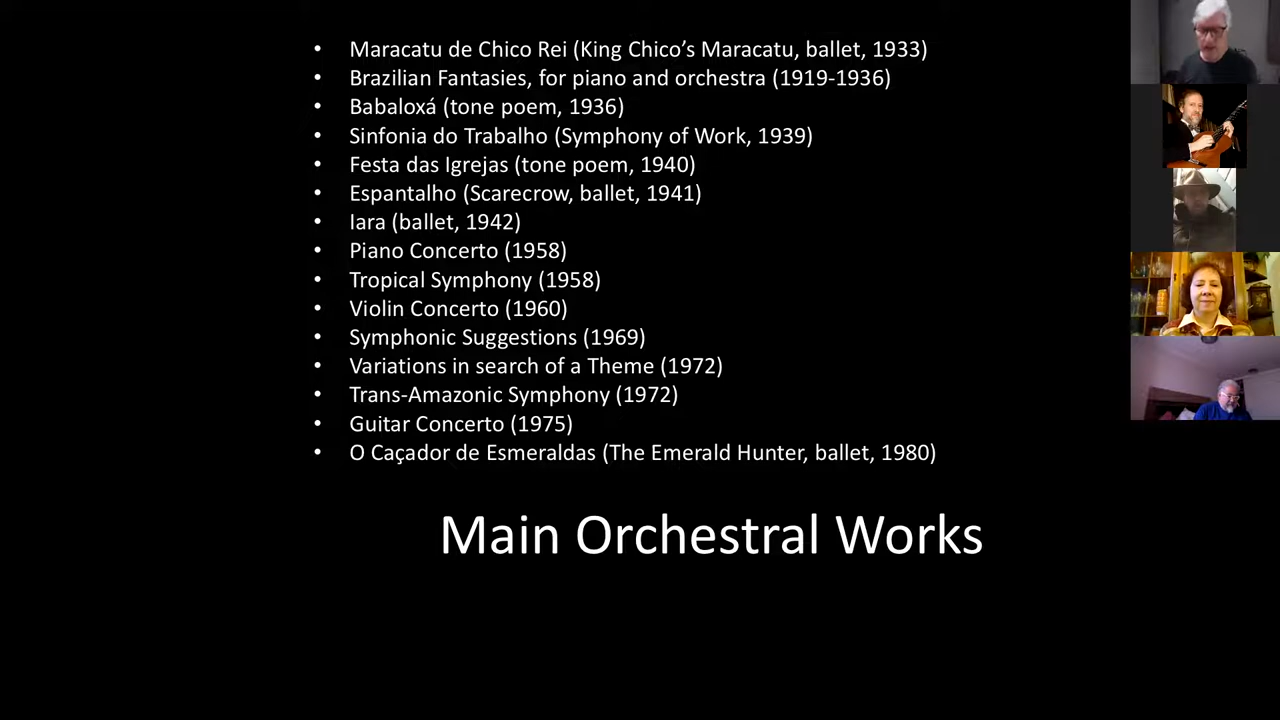 • Maracatu de Chico Rei (King Chico’s Maracatu, ballet, 1933)
• Brazilian Fantasies, for piano and orchestra (1919-1936)
• Babaloxá (tone poem, 1936)
• Sinfonia do Trabalho (Symphony of Work, 1939)
• Festa das Igrejas (tone poem, 1940)
• Espantalho (Scarecrow, ballet, 1941)
• Iara (ballet, 1942)
• Piano Concerto (1958)
• Tropical Symphony (1958)
• Violin Concerto (1960)
• Symphonic Suggestions (1969)
• Variations in search of a Theme (1972)
• Trans-Amazonic Symphony (1972)
• Guitar Concerto (1975)
• O Caçador de Esmeraldas (The Emerald Hunter, ballet, 1980)
Main Orchestral Works